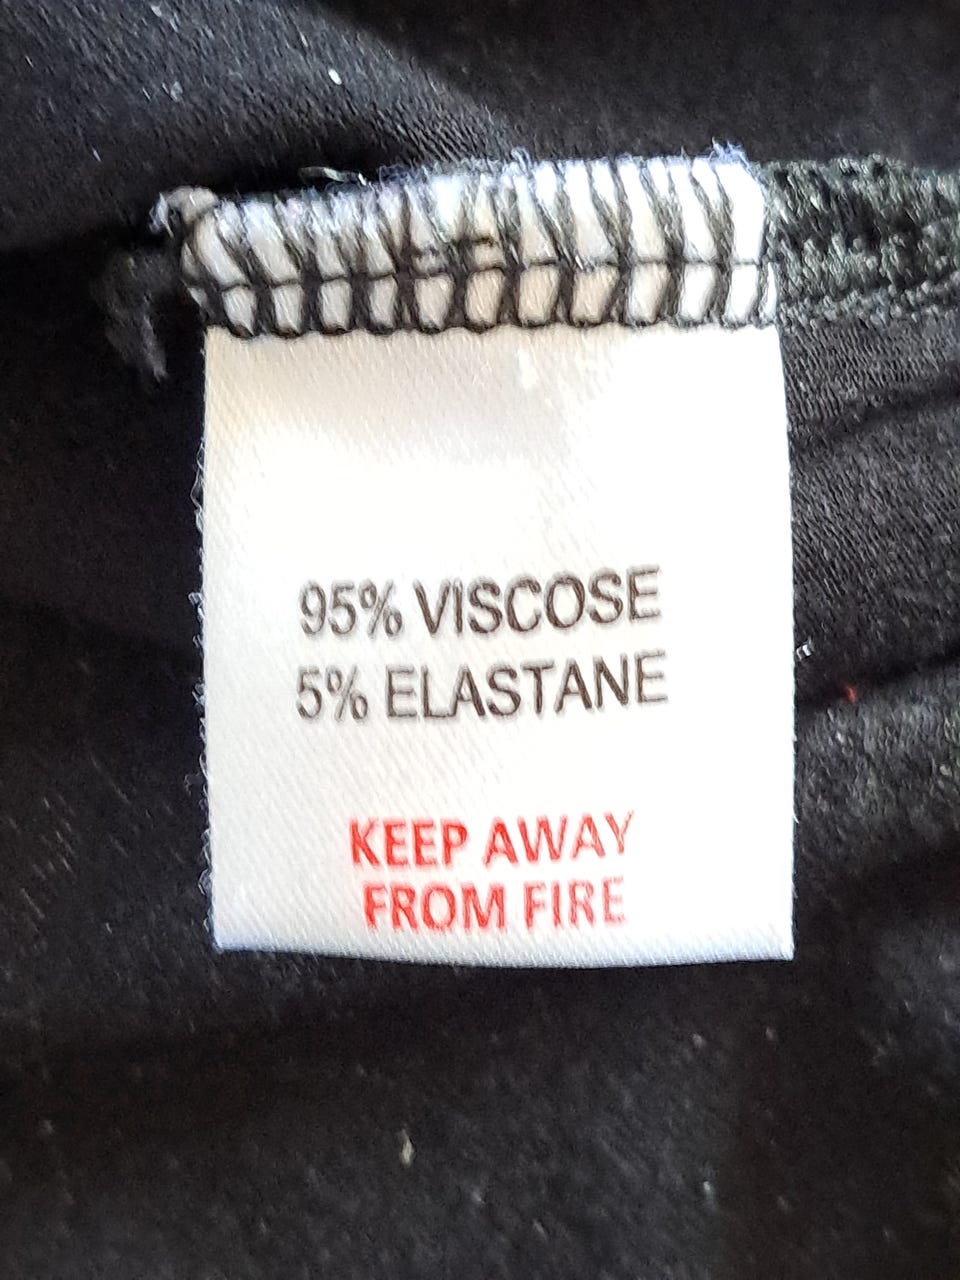 95% VISCOSE
5% ELASTANE
KEEP AWAY
FROM FIRE